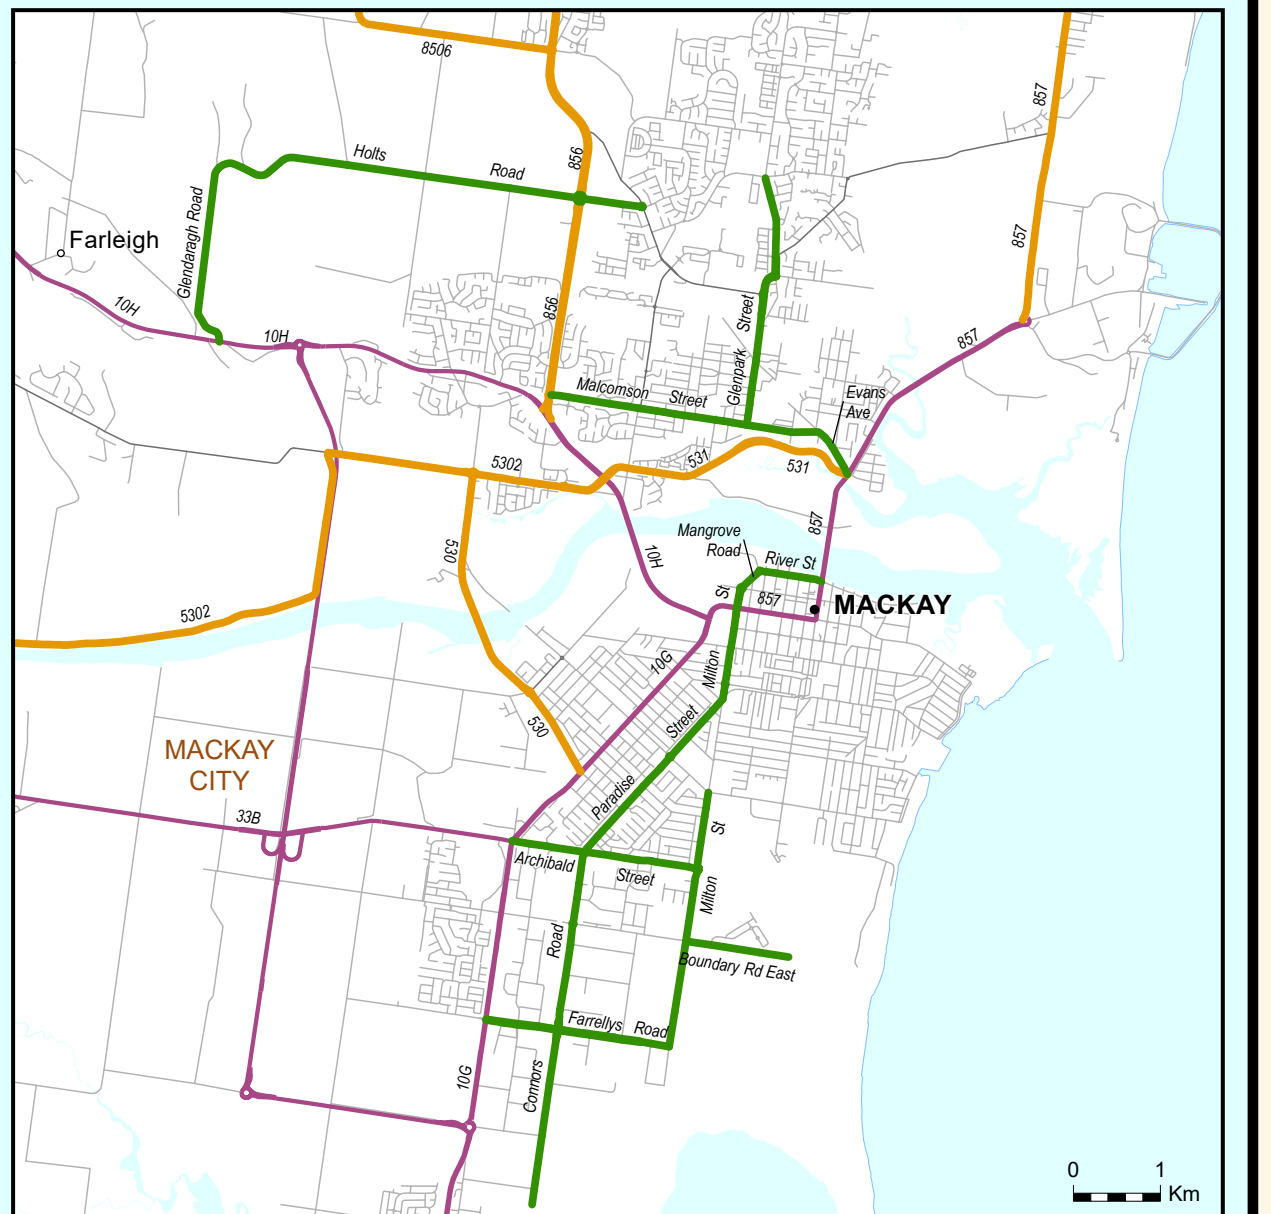 8506
857
856
Holts
Road
Glendaragh Road
Farleigh
857
10H
10H
856
Street
857
Malcomson
Street
Glenpark
Evans
Ave
5302
531
531
530
857
Mangrove
Road
10H
River St
St
857
MACKAY
5302
10G
Milton
530
Street
MACKAY
CITY
Paradise
33B
St
Archibald
Street
Milton
Road
Boundary Rd East
Farrellys
Road
10G
Connors
0
1
Km